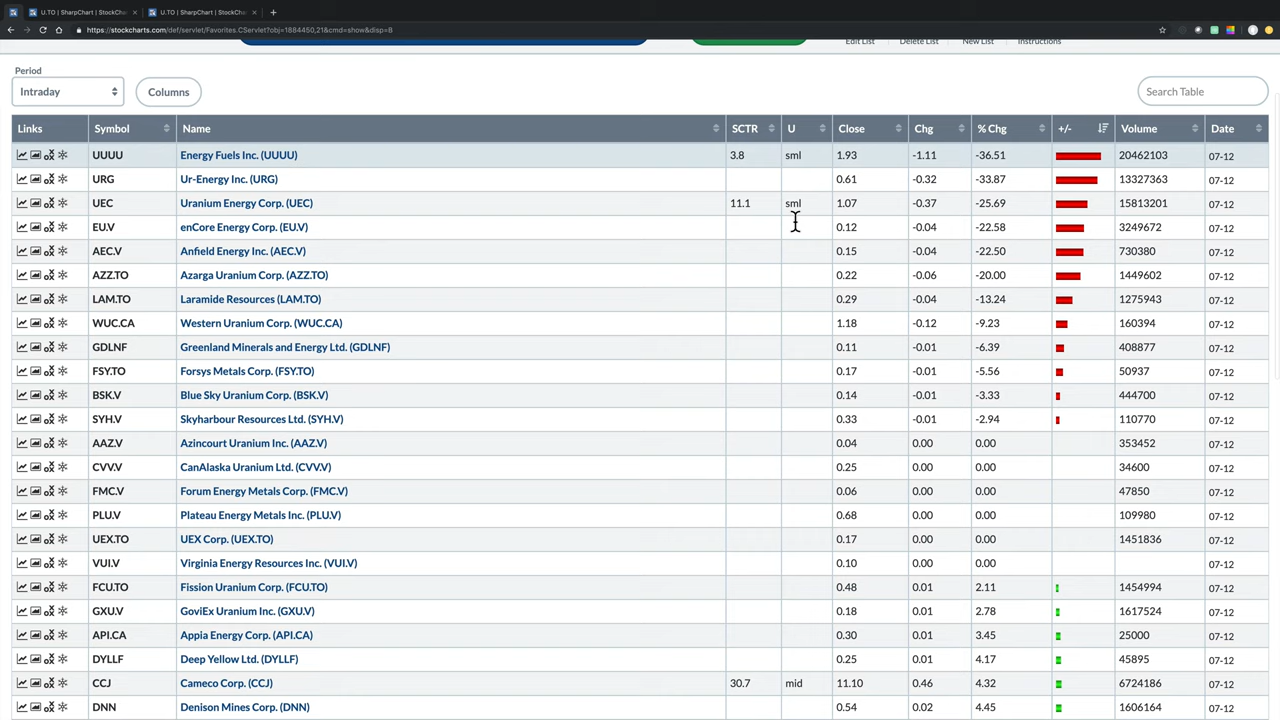 U.TO | SharpChart | StockCh... × U.TO | SharpChart | StockCh... × +
https://stockcharts.com/def/servlet/Favorites.CServlet?obj=1884450,21&cmd=show&disp=B
Edit List Delete List New List Instructions
Period
Intraday Columns Search Table
Links Symbol Name SCTR U Close Chg % Chg +/- Volume Date
UUUU Energy Fuels Inc. (UUUU) 3.8 sml 1.93 -1.11 -36.51 20462103 07-12
URG Ur-Energy Inc. (URG) 0.61 -0.32 -33.87 13327363 07-12
UEC Uranium Energy Corp. (UEC) 11.1 sml 1.07 -0.37 -25.69 15813201 07-12
EU.V enCore Energy Corp. (EU.V) 0.12 -0.04 -22.58 3249672 07-12
AEC.V Anfield Energy Inc. (AEC.V) 0.15 -0.04 -22.50 730380 07-12
AZZ.TO Azarga Uranium Corp. (AZZ.TO) 0.22 -0.06 -20.00 1449602 07-12
LAM.TO Laramide Resources (LAM.TO) 0.29 -0.04 -13.24 1275943 07-12
WUC.CA Western Uranium Corp. (WUC.CA) 1.18 -0.12 -9.23 160394 07-12
GDLNF Greenland Minerals and Energy Ltd. (GDLNF) 0.11 -0.01 -6.39 408877 07-12
FSY.TO Forsys Metals Corp. (FSY.TO) 0.17 -0.01 -5.56 50937 07-12
BSK.V Blue Sky Uranium Corp. (BSK.V) 0.14 -0.01 -3.33 444700 07-12
SYH.V Skyharbour Resources Ltd. (SYH.V) 0.33 -0.01 -2.94 110770 07-12
AAZ.V Azincourt Uranium Inc. (AAZ.V) 0.04 0.00 0.00 353452 07-12
CVV.V CanAlaska Uranium Ltd. (CVV.V) 0.25 0.00 0.00 34600 07-12
FMC.V Forum Energy Metals Corp. (FMC.V) 0.06 0.00 0.00 47850 07-12
PLU.V Plateau Energy Metals Inc. (PLU.V) 0.68 0.00 0.00 109980 07-12
UEX.TO UEX Corp. (UEX.TO) 0.17 0.00 0.00 1451836 07-12
VUI.V Virginia Energy Resources Inc. (VUI.V) 0.10 0.00 0.00 07-12
FCU.TO Fission Uranium Corp. (FCU.TO) 0.48 0.01 2.11 1454994 07-12
GXU.V GoviEx Uranium Inc. (GXU.V) 0.18 0.01 2.78 1617524 07-12
API.CA Appia Energy Corp. (API.CA) 0.30 0.01 3.45 25000 07-12
DYLLF Deep Yellow Ltd. (DYLLF) 0.25 0.01 4.17 45895 07-12
CCJ Cameco Corp. (CCJ) 30.7 mid 11.10 0.46 4.32 6724186 07-12
DNN Denison Mines Corp. (DNN) 0.54 0.02 4.45 1606164 07-12